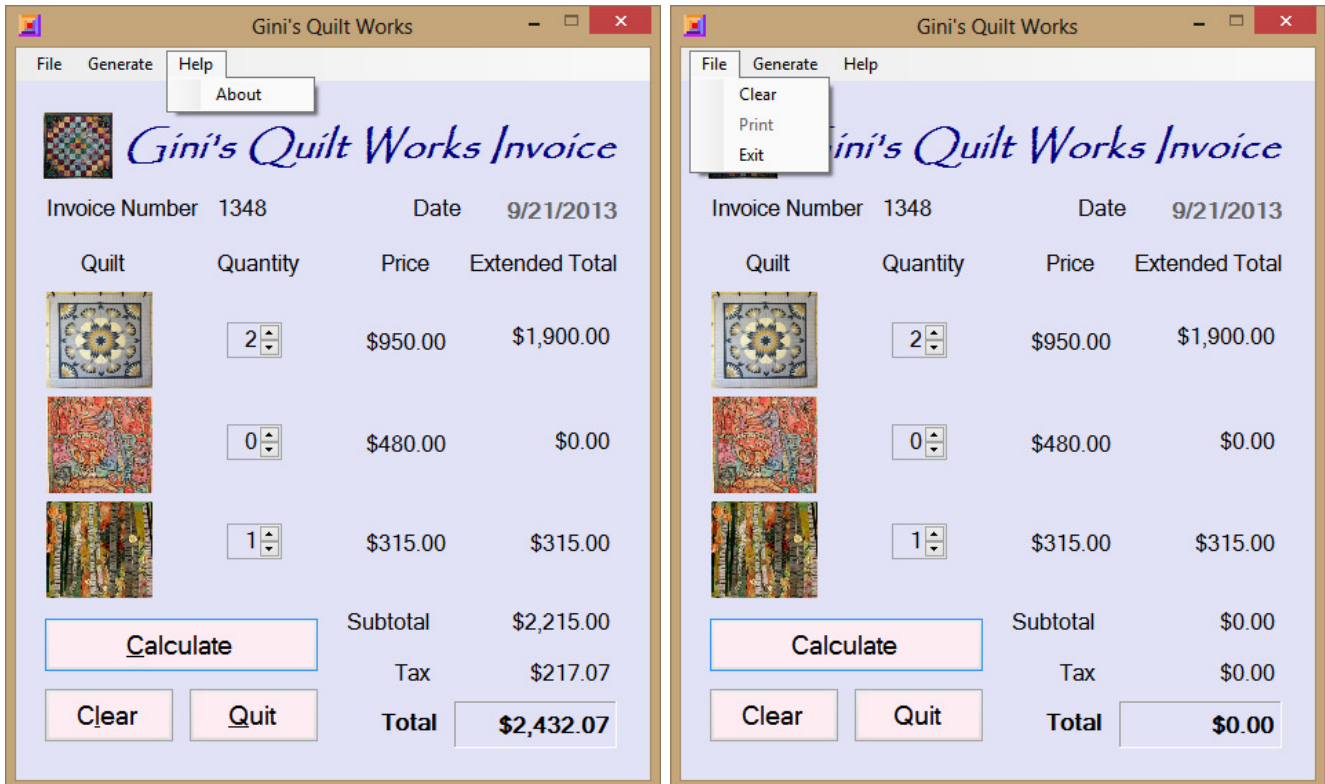 Gini's Quilt Works
File Generate Help
About
Gini's Quilt Works Invoice
Invoice Number 1348 Date 9/21/2013
Quilt Quantity Price Extended Total
2 $950.00 $1,900.00
0 $480.00 $0.00
1 $315.00 $315.00
Subtotal $2,215.00
Calculate
Tax $217.07
Clear Quit Total $2,432.07
Gini's Quilt Works
File Generate Help
Clear
Print
Exit
ini's Quilt Works Invoice
Invoice Number 1348 Date 9/21/2013
Quilt Quantity Price Extended Total
2 $950.00 $1,900.00
0 $480.00 $0.00
1 $315.00 $315.00
Subtotal $0.00
Calculate
Tax $0.00
Clear Quit Total $0.00